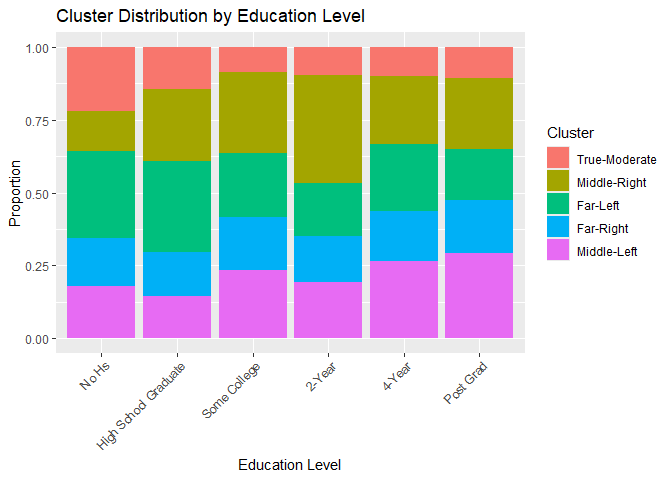 Cluster Distribution by Education Level
Proportion
1.00
0.75
0.50
0.25
0.00
No Hs
High School Graduate
Some College
2-Year
4-Year
Post Grad
Education Level
Cluster
True-Moderate
Middle-Right
Far-Left
Far-Right
Middle-Left